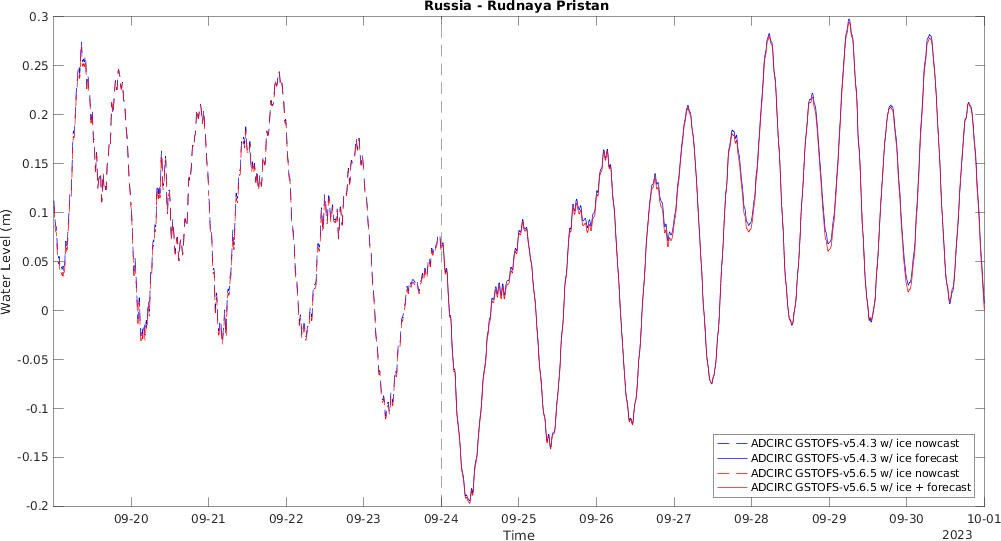 Russia - Rudnaya Pristan
Water Level (m)
0.3
0.25
0.2
0.15
0.1
0.05
0
-0.05
-0.1
-0.15
-0.2
ADCIRC GSTOFS-v5.4.3 w/ ice nowcast
ADCIRC GSTOFS-v5.4.3 w/ ice forecast
ADCIRC GSTOFS-v5.6.5 w/ ice nowcast
ADCIRC GSTOFS-v5.6.5 w/ ice + forecast
09-20 09-21 09-22 09-23 09-24 09-25 09-26 09-27 09-28 09-29 09-30 10-01
Time
2023